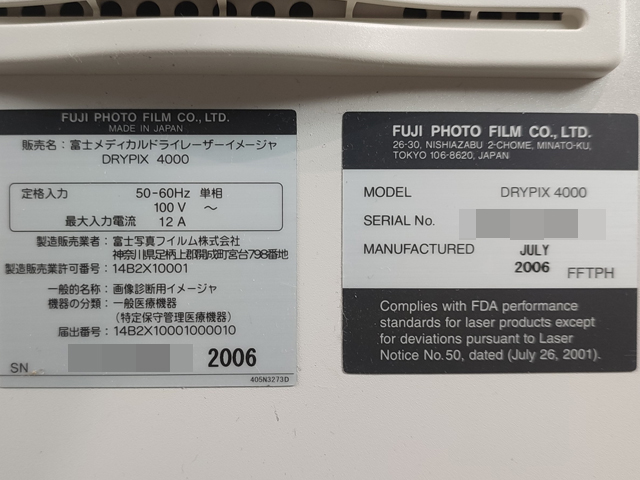 FUJI PHOTO FILM CO., LTD.
MADE IN JAPAN
販売名：富士メディカルドライレーザーイメージャ
DRYPIX 4000
定格入力 50-60Hz 単相
100 V ～
最大入力電流 12 A
製造販売業者：富士写真フイルム株式会社
神奈川県足柄上郡開成町宮台798番地
製造販売業許可番号：14B2X10001
一般的名称：画像診断用イメージャ
機器の分類：一般医療機器
（特定保守管理医療機器）
届出番号：14B2X10001000010
SN 2006
405N3273D
FUJI PHOTO FILM CO., LTD.
26-30, NISHIAZABU 2-CHOME, MINATO-KU,
TOKYO 106-8620, JAPAN
MODEL DRYPIX 4000
SERIAL No.
MANUFACTURED JULY
2006 FFTPH
Complies with FDA performance
standards for laser products except
for deviations pursuant to Laser
Notice No.50, dated (July 26, 2001).